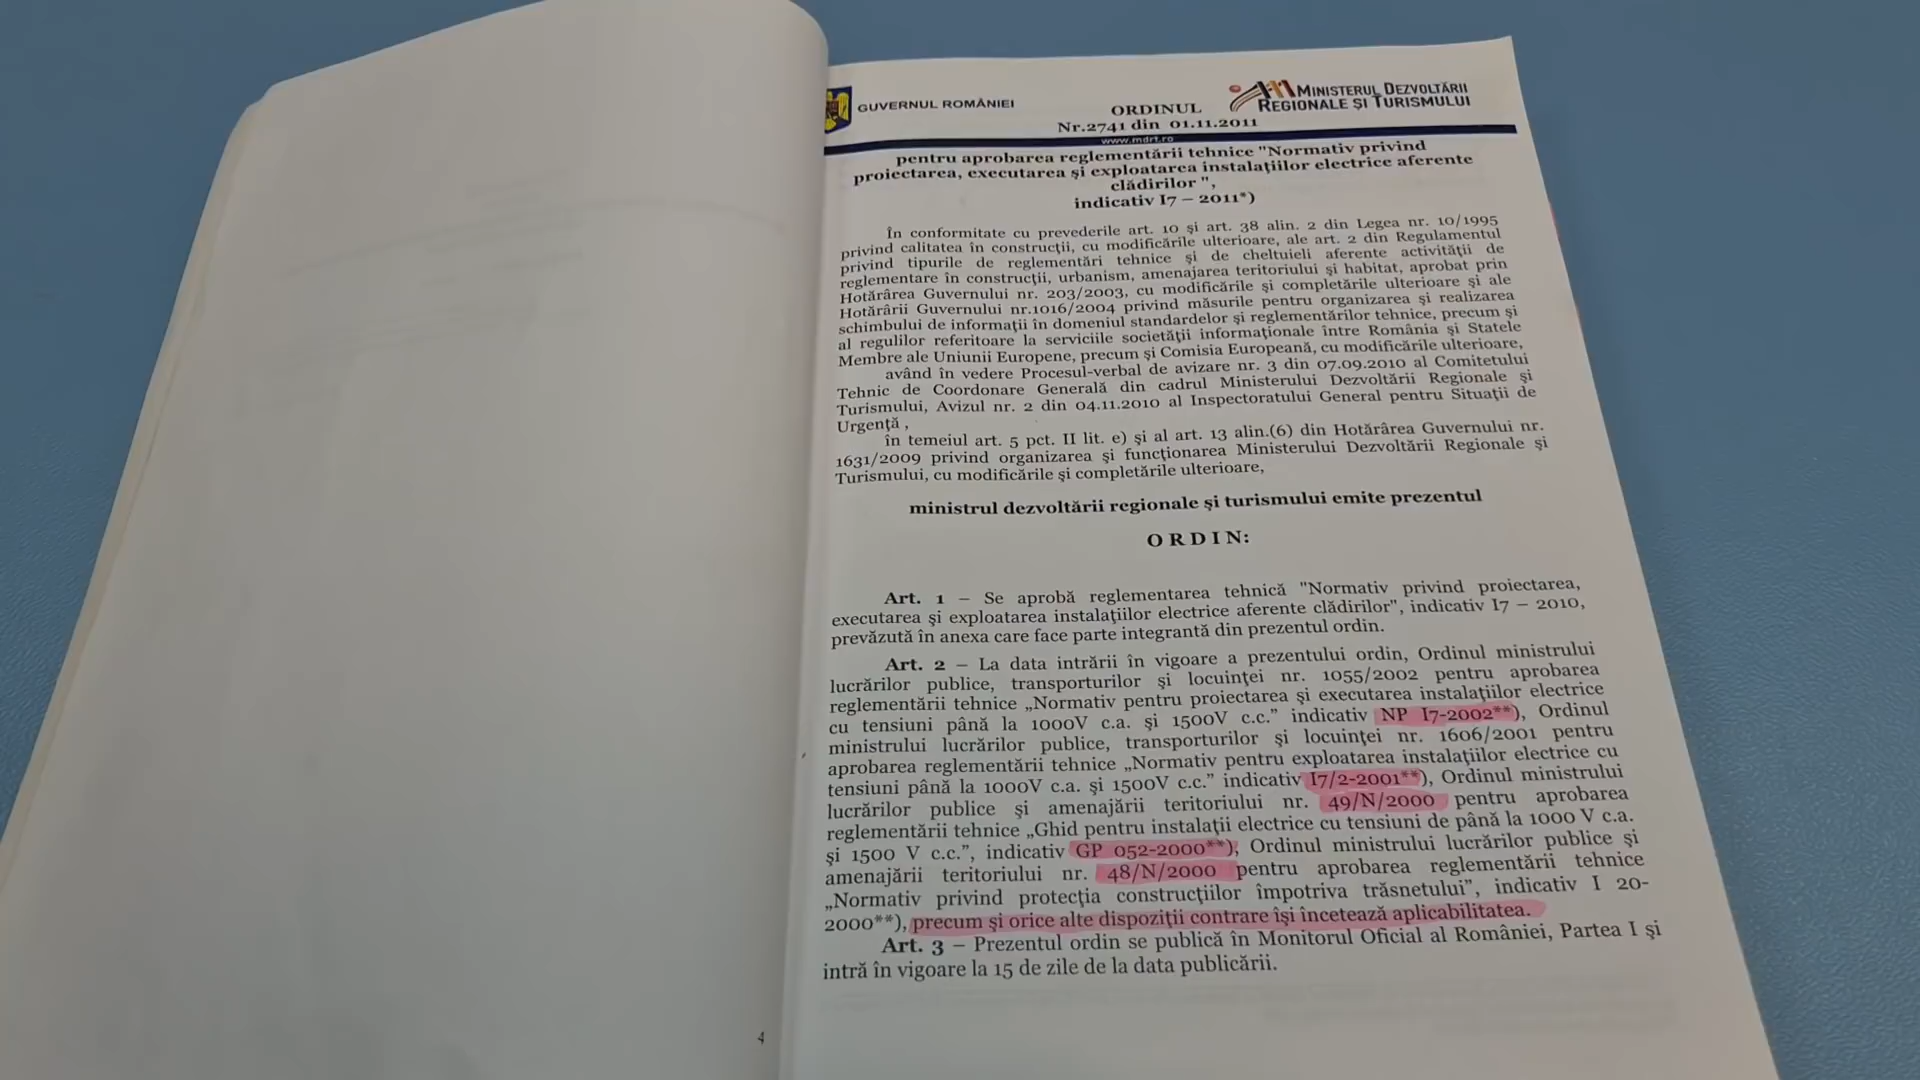 GUVERNUL ROMÂNIEI
MINISTERUL DEZVOLTĂRII
REGIONALE ŞI TURISMULUI
ORDINUL
Nr.2741 din 01.11.2011
www.mdrt.ro
pentru aprobarea reglementării tehnice "Normativ privind
proiectarea, executarea şi exploatarea instalaţiilor electrice aferente
clădirilor ",
indicativ I7 – 2011*)
În conformitate cu prevederile art. 10 şi art. 38 alin. 2 din Legea nr. 10/1995
privind calitatea în construcţii, cu modificările ulterioare, ale art. 2 din Regulamentul
privind tipurile de reglementări tehnice şi de cheltuieli aferente activităţii de
reglementare în construcţii, urbanism, amenajarea teritoriului şi habitat, aprobat prin
Hotărârea Guvernului nr. 203/2003, cu modificările şi completările ulterioare şi ale
Hotărârii Guvernului nr.1016/2004 privind măsurile pentru organizarea şi realizarea
schimbului de informaţii în domeniul standardelor şi reglementărilor tehnice, precum şi
al regulilor referitoare la serviciile societăţii informaţionale între România şi Statele
Membre ale Uniunii Europene, precum şi Comisia Europeană, cu modificările ulterioare,
având în vedere Procesul-verbal de avizare nr. 3 din 07.09.2010 al Comitetului
Tehnic de Coordonare Generală din cadrul Ministerului Dezvoltării Regionale şi
Turismului, Avizul nr. 2 din 04.11.2010 al Inspectoratului General pentru Situaţii de
Urgenţă ,
în temeiul art. 5 pct. II lit. e) şi al art. 13 alin.(6) din Hotărârea Guvernului nr.
1631/2009 privind organizarea şi funcţionarea Ministerului Dezvoltării Regionale şi
Turismului, cu modificările şi completările ulterioare,
ministrul dezvoltării regionale şi turismului emite prezentul
O R D I N:
Art. 1 – Se aprobă reglementarea tehnică "Normativ privind proiectarea,
executarea şi exploatarea instalaţiilor electrice aferente clădirilor", indicativ I7 – 2010,
prevăzută în anexa care face parte integrantă din prezentul ordin.
Art. 2 – La data intrării în vigoare a prezentului ordin, Ordinul ministrului
lucrărilor publice, transporturilor şi locuinţei nr. 1055/2002 pentru aprobarea
reglementării tehnice „Normativ pentru proiectarea şi executarea instalaţiilor electrice
cu tensiuni până la 1000V c.a. şi 1500V c.c.” indicativ NP I7-2002**), Ordinul
ministrului lucrărilor publice, transporturilor şi locuinţei nr. 1606/2001 pentru
aprobarea reglementării tehnice „Normativ pentru exploatarea instalaţiilor electrice cu
tensiuni până la 1000V c.a. şi 1500V c.c.” indicativ I7/2-2001**), Ordinul ministrului
lucrărilor publice şi amenajării teritoriului nr. 49/N/2000 pentru aprobarea
reglementării tehnice „Ghid pentru instalaţii electrice cu tensiuni de până la 1000 V c.a.
şi 1500 V c.c.”, indicativ GP 052-2000**), Ordinul ministrului lucrărilor publice şi
amenajării teritoriului nr. 48/N/2000 pentru aprobarea reglementării tehnice
„Normativ privind protecţia construcţiilor împotriva trăsnetului”, indicativ I 20-
2000**), precum şi orice alte dispoziţii contrare îşi încetează aplicabilitatea.
Art. 3 – Prezentul ordin se publică în Monitorul Oficial al României, Partea I şi
intră în vigoare la 15 de zile de la data publicării.
4